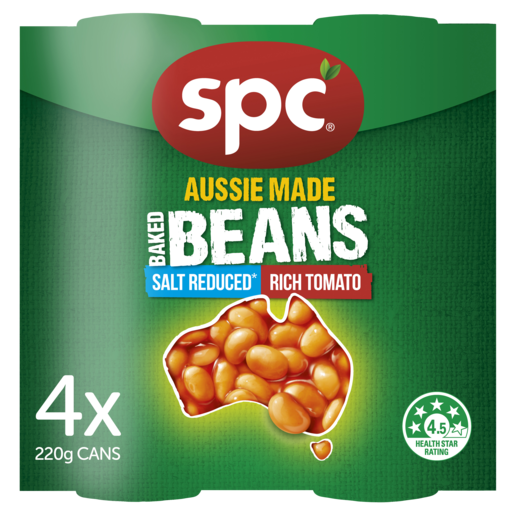 spc®
AUSSIE MADE
BAKED
BEANS
SALT REDUCED* RICH TOMATO
4x
220g CANS
4.5
HEALTH STAR
RATING